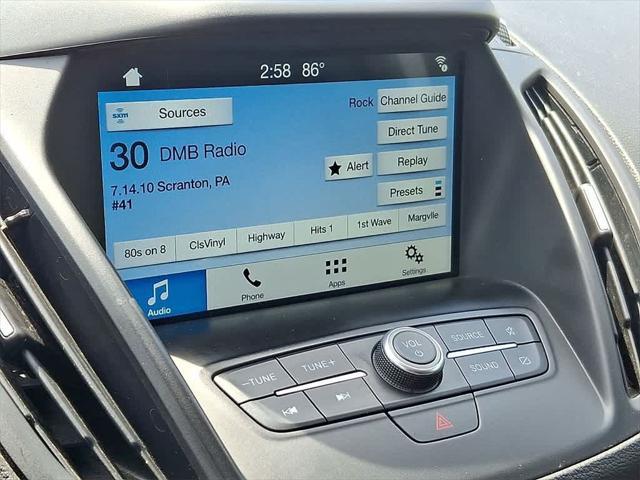 2:58 86°
sxm Sources
Rock Channel Guide
Direct Tune
30 DMB Radio
Alert Replay
7.14.10 Scranton, PA
#41
Presets
80s on 8 ClsVinyl Highway Hits 1 1st Wave Margvlle
Audio Phone Apps Settings
VOL
SOURCE
-TUNE TUNE+
SOUND